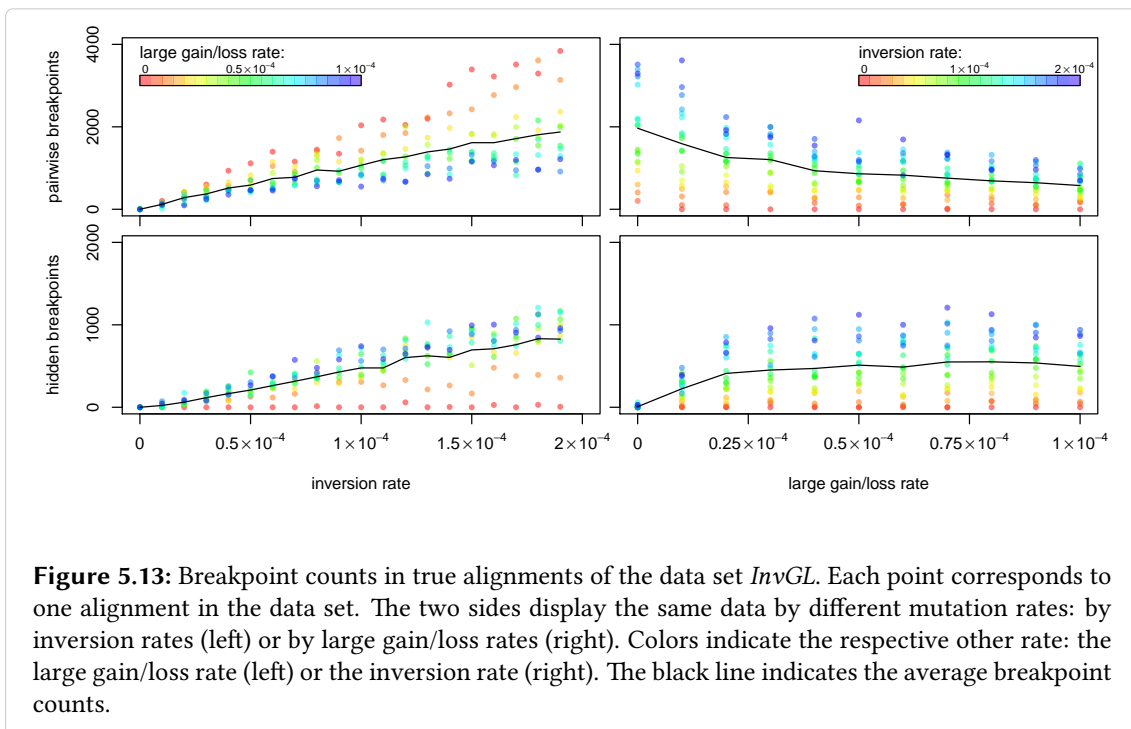 large gain/loss rate:
0 0.5×10⁻⁴ 1×10⁻⁴
inversion rate:
0 1×10⁻⁴ 2×10⁻⁴
pairwise breakpoints
0 2000 4000
hidden breakpoints
0 1000 2000
0 0.5×10⁻⁴ 1×10⁻⁴ 1.5×10⁻⁴ 2×10⁻⁴
inversion rate
0 0.25×10⁻⁴ 0.5×10⁻⁴ 0.75×10⁻⁴ 1×10⁻⁴
large gain/loss rate
Figure 5.13: Breakpoint counts in true alignments of the data set InvGL. Each point corresponds to
one alignment in the data set. The two sides display the same data by different mutation rates: by
inversion rates (left) or by large gain/loss rates (right). Colors indicate the respective other rate: the
large gain/loss rate (left) or the inversion rate (right). The black line indicates the average breakpoint
counts.